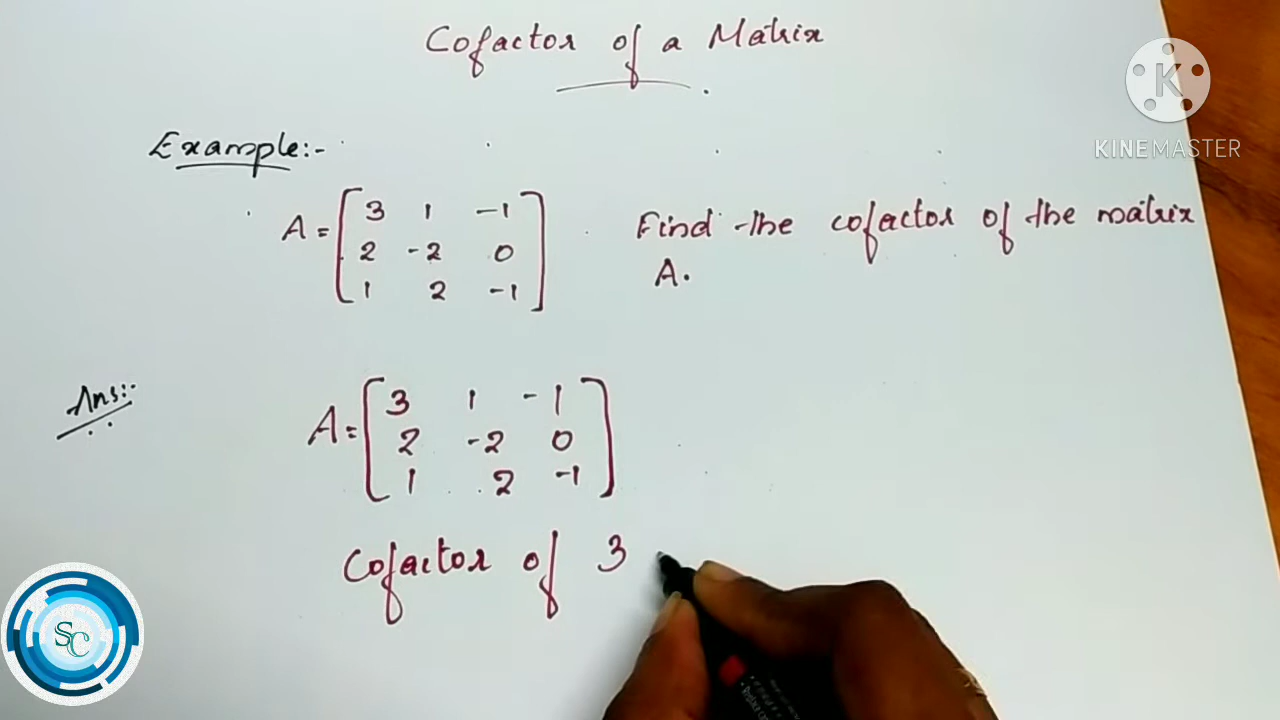 Cofactor of a Matrix
K
KINEMASTER
Example:-
A = [ 3 1 -1
2 -2 0
1 2 -1 ]
Find the cofactor of the matrix
A.
Ans:-
A = [ 3 1 -1
2 -2 0
1 2 -1 ]
Cofactor of 3
SC